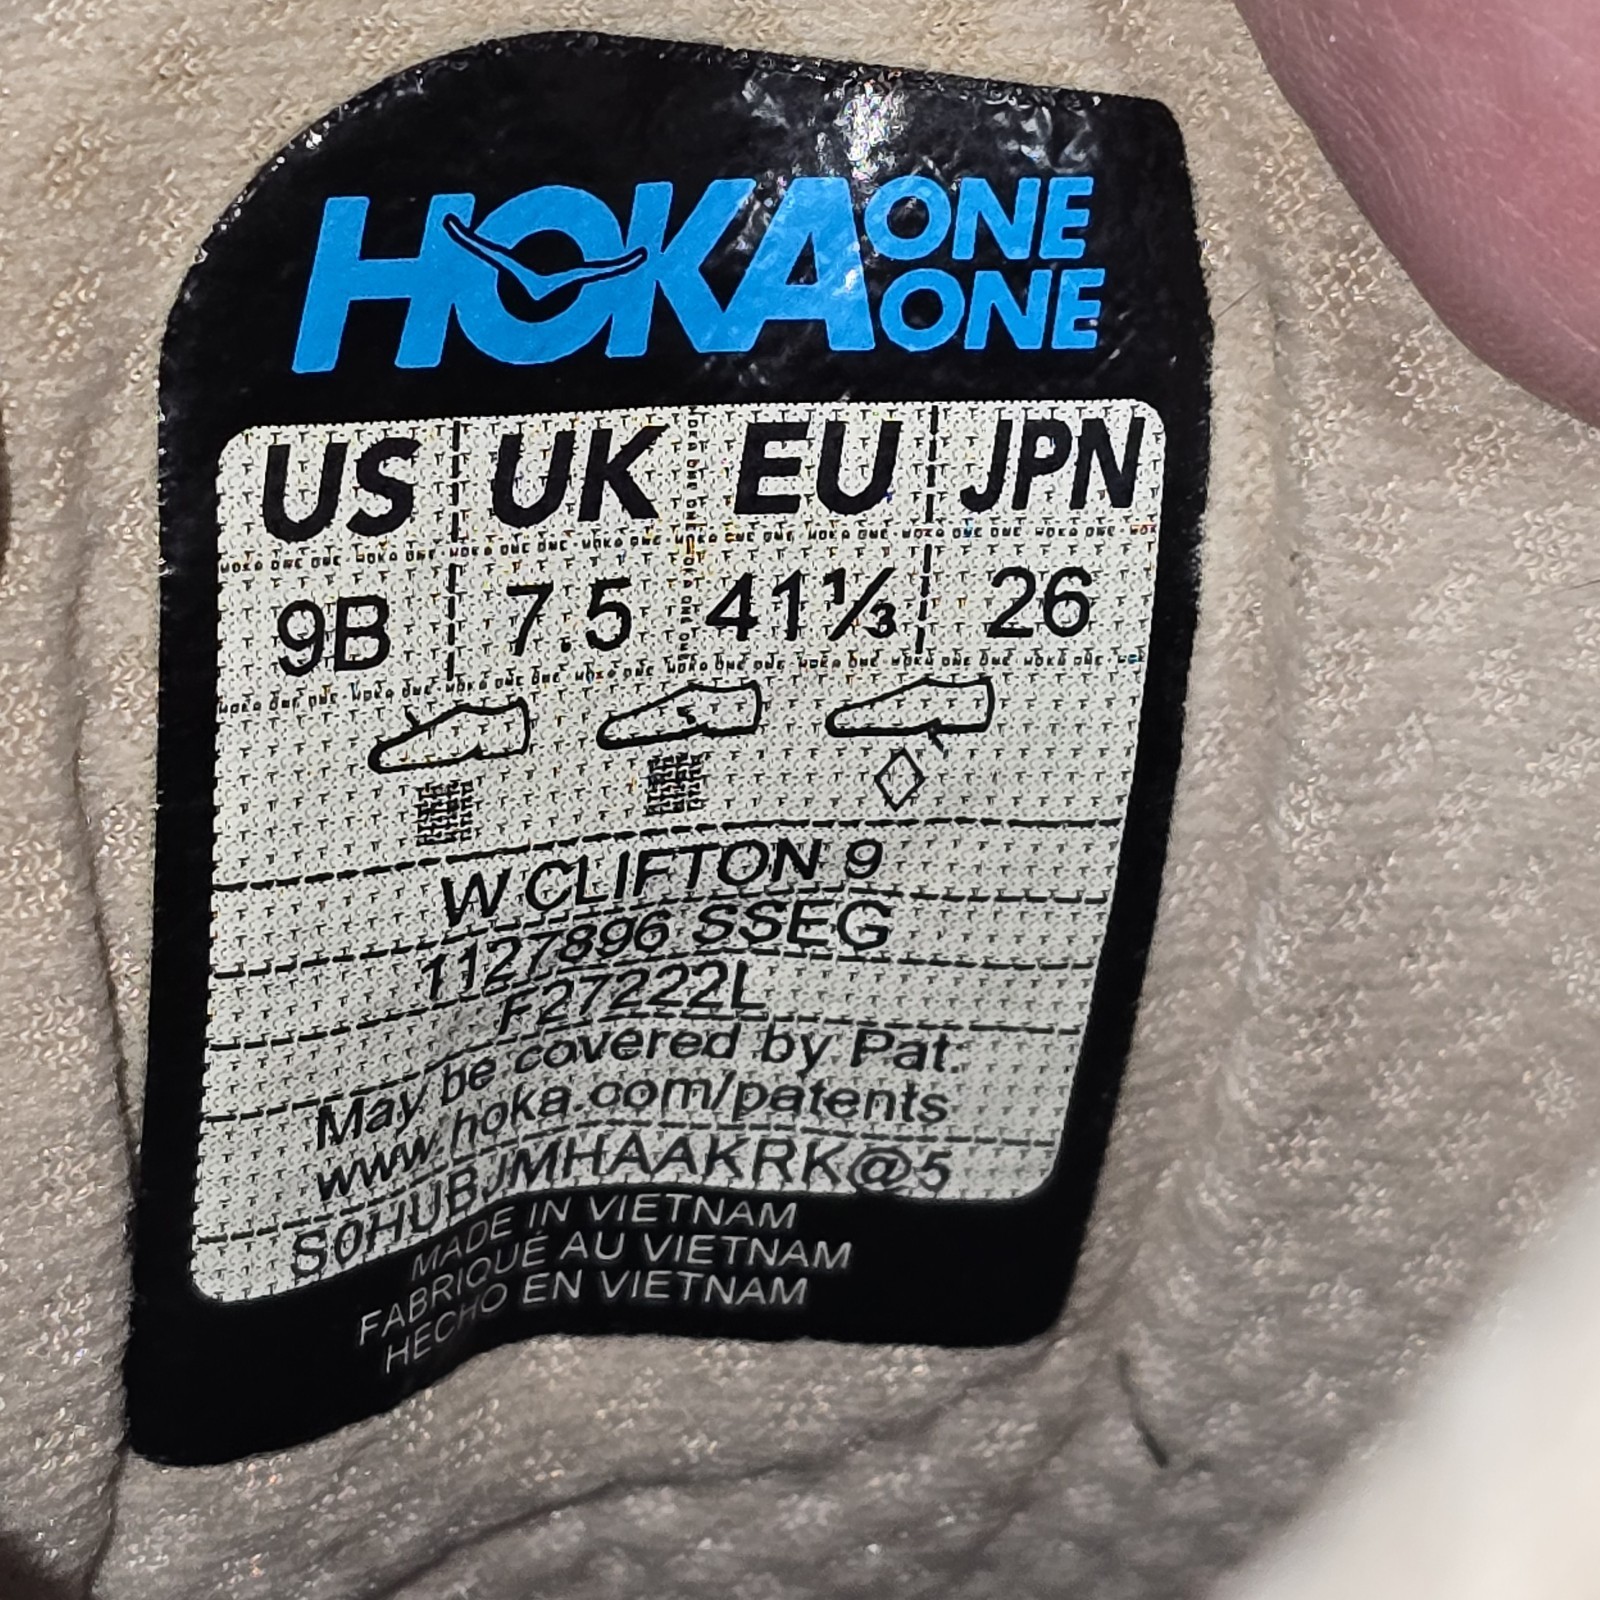 HOKA ONE ONE
US UK EU JPN
9B 7.5 41⅓ 26
W CLIFTON 9
1127896 SSEG
F27222L
May be covered by Pat.
www.hoka.com/patents
S0HUBJMHAAKRK@5
MADE IN VIETNAM
FABRIQUÉ AU VIETNAM
HECHO EN VIETNAM